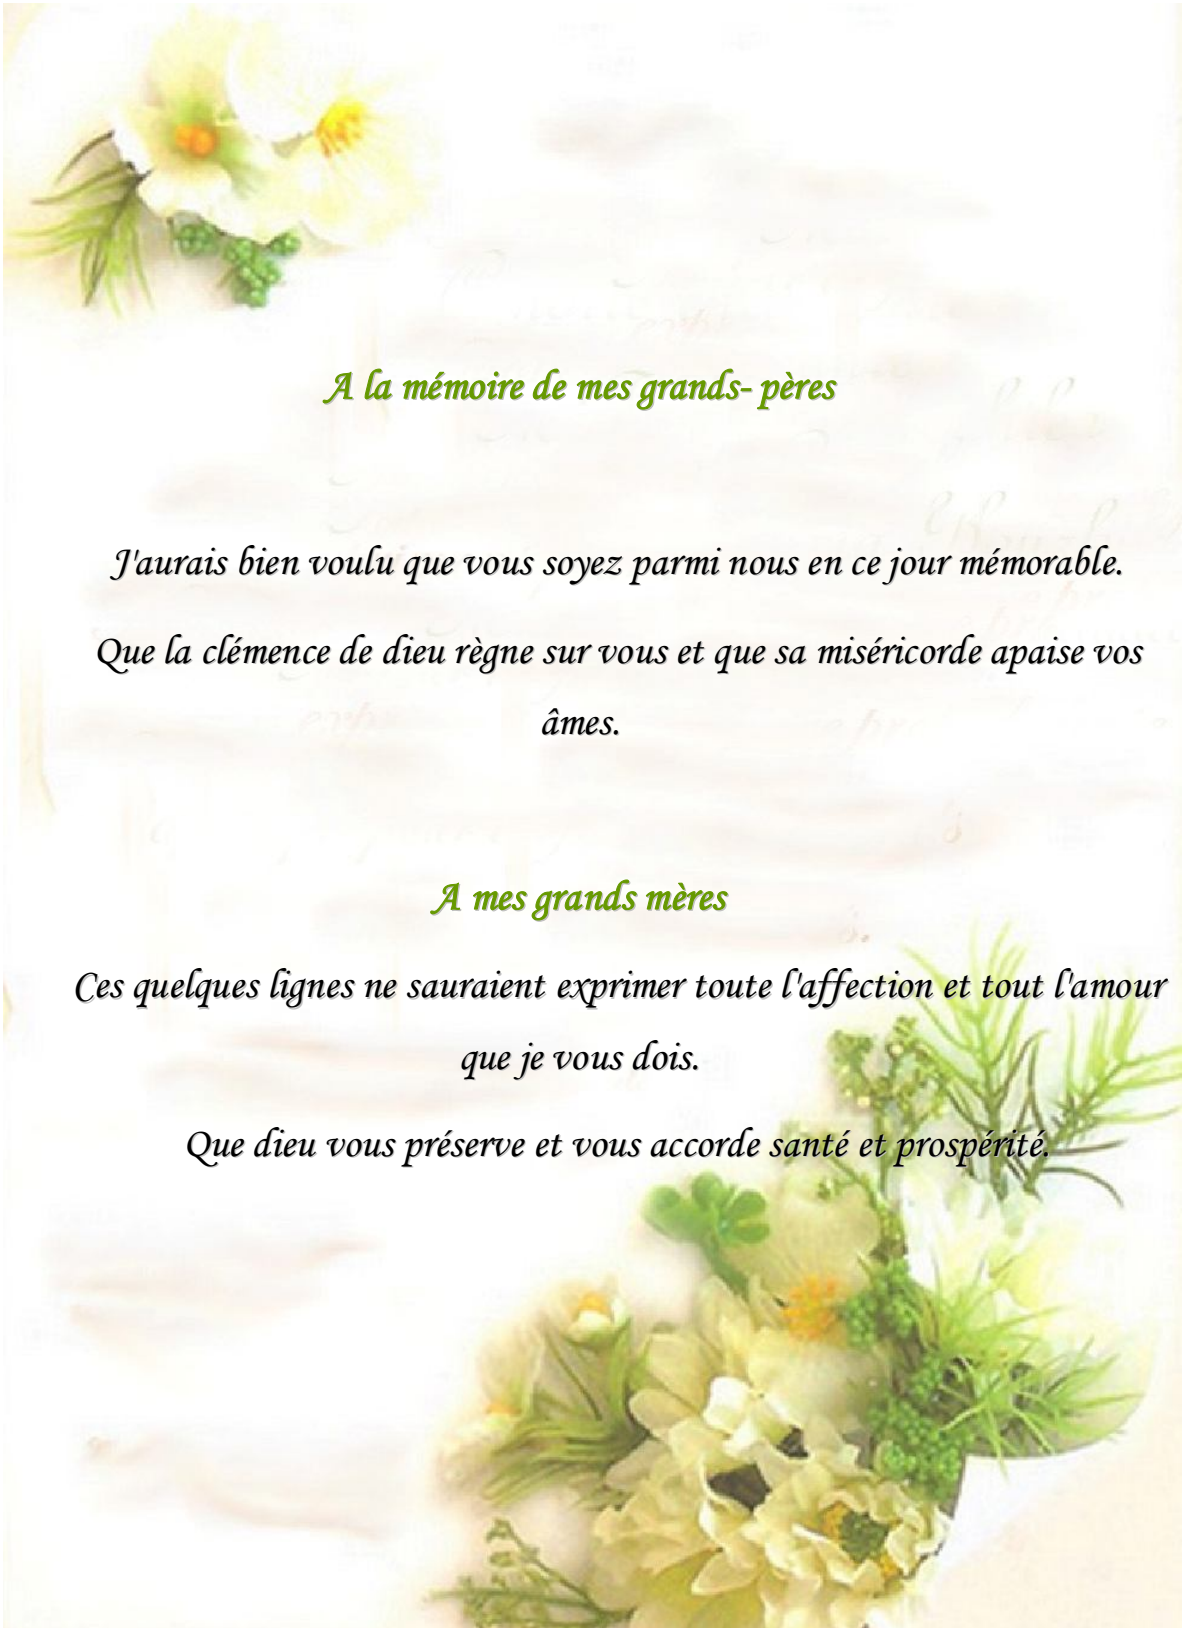 A la mémoire de mes grands- pères
J'aurais bien voulu que vous soyez parmi nous en ce jour mémorable.
Que la clémence de dieu règne sur vous et que sa miséricorde apaise vos
âmes.
A mes grands mères
Ces quelques lignes ne sauraient exprimer toute l'affection et tout l'amour
que je vous dois.
Que dieu vous préserve et vous accorde santé et prospérité.